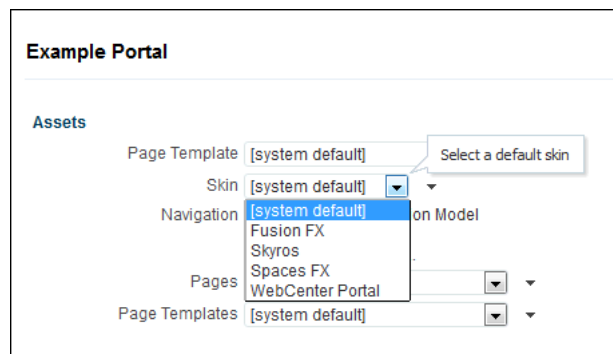 Example Portal
Assets
Page Template [system default]
Select a default skin
Skin [system default]
Navigation
on Model
[system default]
Fusion FX
Skyros
Spaces FX
WebCenter Portal
Pages
Page Templates [system default]